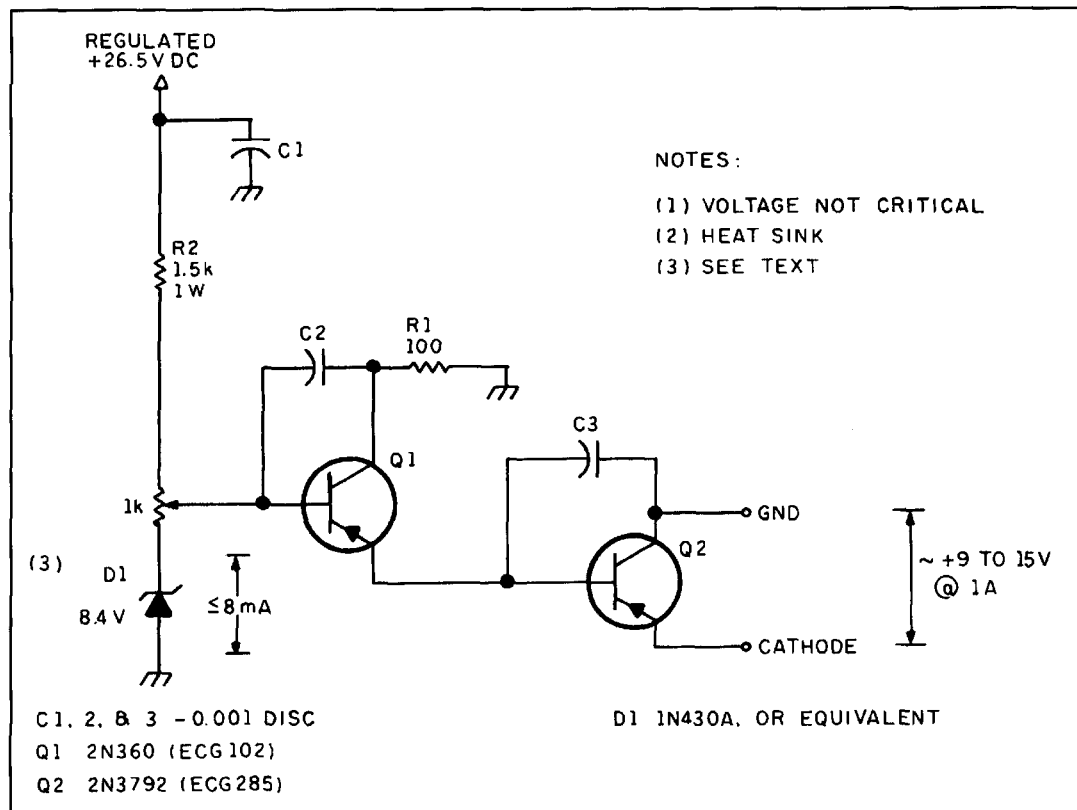 REGULATED
+26.5V DC
C1
NOTES:
(1) VOLTAGE NOT CRITICAL
(2) HEAT SINK
(3) SEE TEXT
R2
1.5k
1W
C2
R1
100
C3
Q1
1k
GND
Q2
(3)
D1
8.4V
≤8mA
~ +9 TO 15V
@ 1A
CATHODE
C1, 2, & 3 -0.001 DISC
D1 1N430A, OR EQUIVALENT
Q1 2N360 (ECG102)
Q2 2N3792 (ECG285)